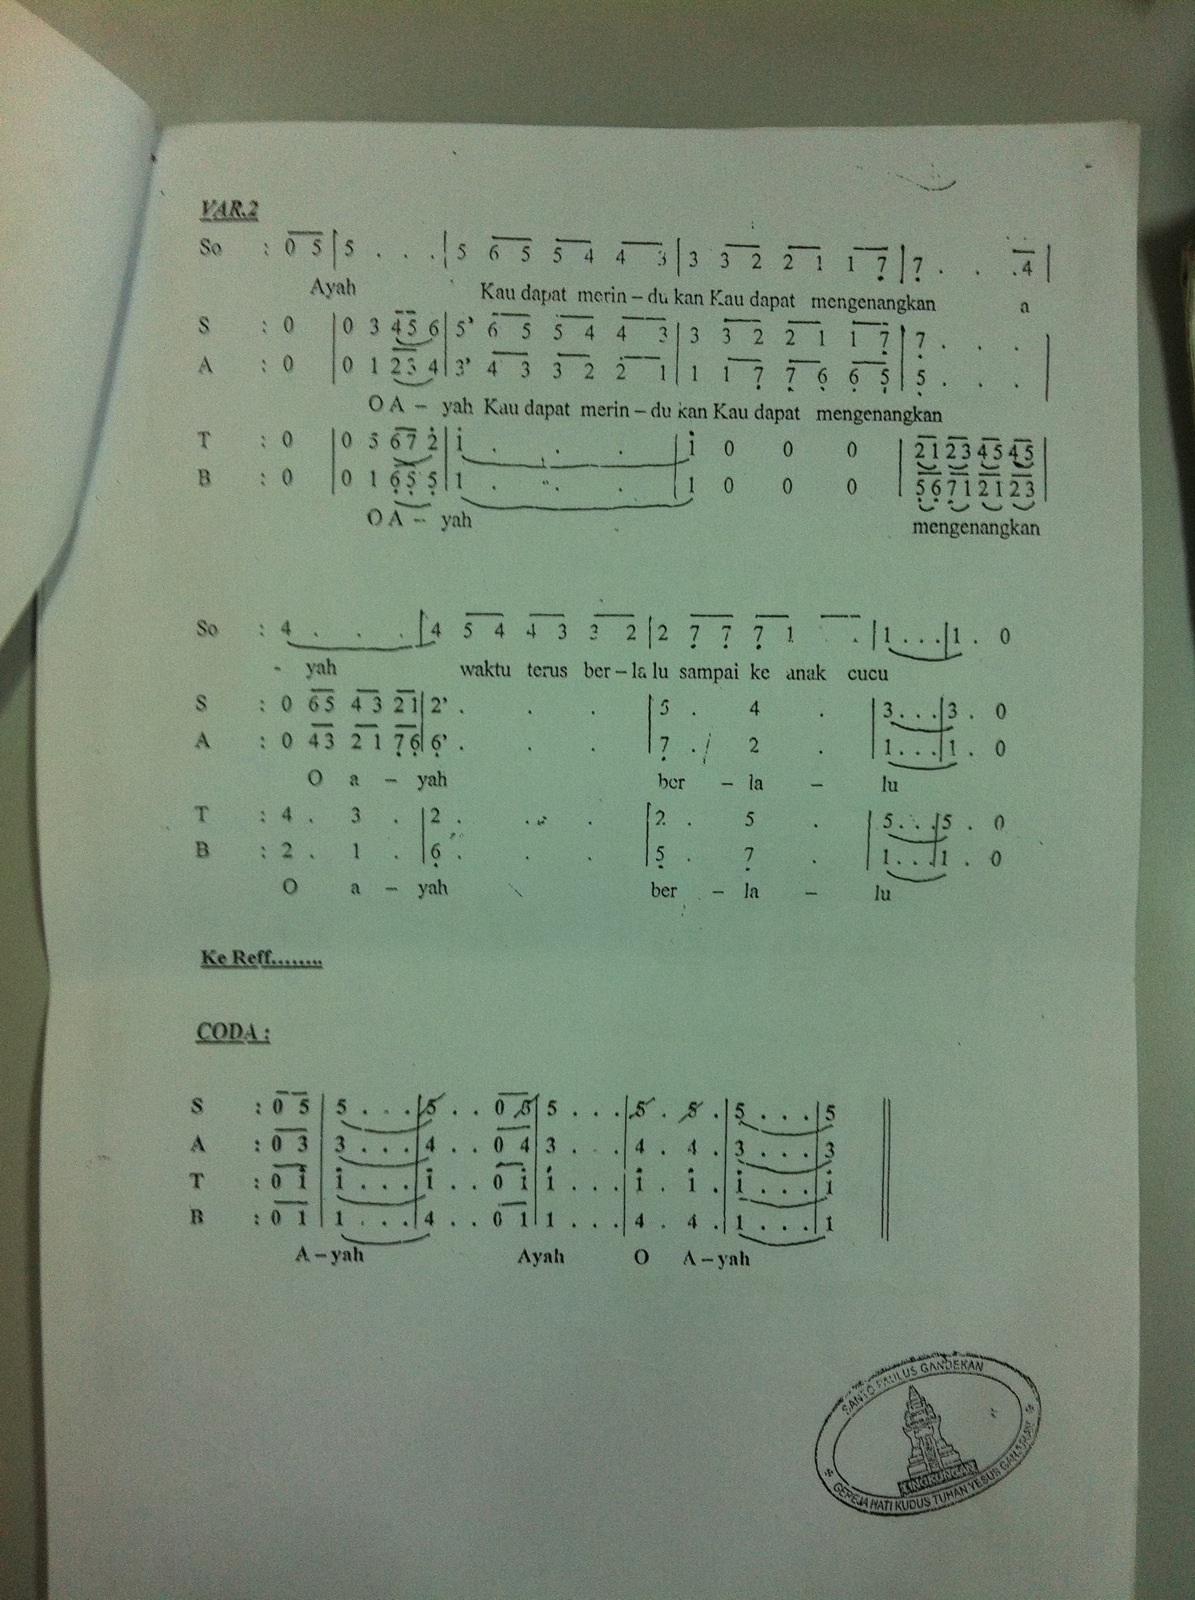 VAR.2
So : 0 5 | 5 . . . | 5 6 5 5 4 4 3 | 3 3 2 2 1 1 7̣ | 7̣ . . . 4 |
Ayah Kau dapat merin – du kan Kau dapat mengenangkan a
S : 0 | 0 3 4 5 6 | 5’ 6 5 5 4 4 3 | 3 3 2 2 1 1 7̣ | 7̣ . . . |
A : 0 | 0 1 2 3 4 | 3’ 4 3 3 2 2 1 | 1 1 7̣ 7̣ 6̣ 6̣ 5̣ | 5̣ . . . |
O A – yah Kau dapat merin – du kan Kau dapat mengenangkan
T : 0 | 0 5 6 7 2̇ | 1̇ . . . | 1̇ 0 0 0 | 2 1 2 3 4 5 4 5 |
B : 0 | 0 1 6̣ 5̣ 5̣ | 1 . . . | 1 0 0 0 | 5̣ 6̣ 7̣ 1 2 1 2 3 |
O A – yah mengenangkan
So : 4 . . . | 4 5 4 4 3 3 2 | 2 7̣ 7̣ 7̣ 1 . | 1 . . . | 1 . 0
- yah waktu terus ber – la lu sampai ke anak cucu
S : 0 6 5 4 3 2 1 | 2’ . . . | 5 . 4 . | 3 . . . | 3 . 0
A : 0 4 3 2 1 7̣ 6̣ | 6̣’ . . . | 7̣ . 2 . | 1 . . . | 1 . 0
O a – yah ber – la – lu
T : 4 . 3 . | 2 . . . | 2 . 5 . | 5 . . . | 5 . 0
B : 2 . 1 . | 6̣ . . . | 5̣ . 7̣ . | 1 . . . | 1 . 0
O a – yah ber – la – lu
Ke Reff........
CODA :
S : 0 5 | 5 . . . | 5 . . 0 5 | 5 . . . | 5 . 5 . | 5 . . . | 5 ||
A : 0 3 | 3 . . . | 4 . . 0 4 | 3 . . . | 4 . 4 . | 3 . . . | 3
T : 0 1̇ | 1̇ . . . | 1̇ . . 0 1̇ | 1̇ . . . | 1̇ . 1̇ . | 1̇ . . . | 1̇
B : 0 1 | 1 . . . | 4 . . 0 1 | 1 . . . | 4 . 4 . | 1 . . . | 1
A – yah Ayah O A – yah
SANTO PAULUS GANDEKAN
LINGKUNGAN
GEREJA HATI KUDUS TUHAN YESUS GANJURAN